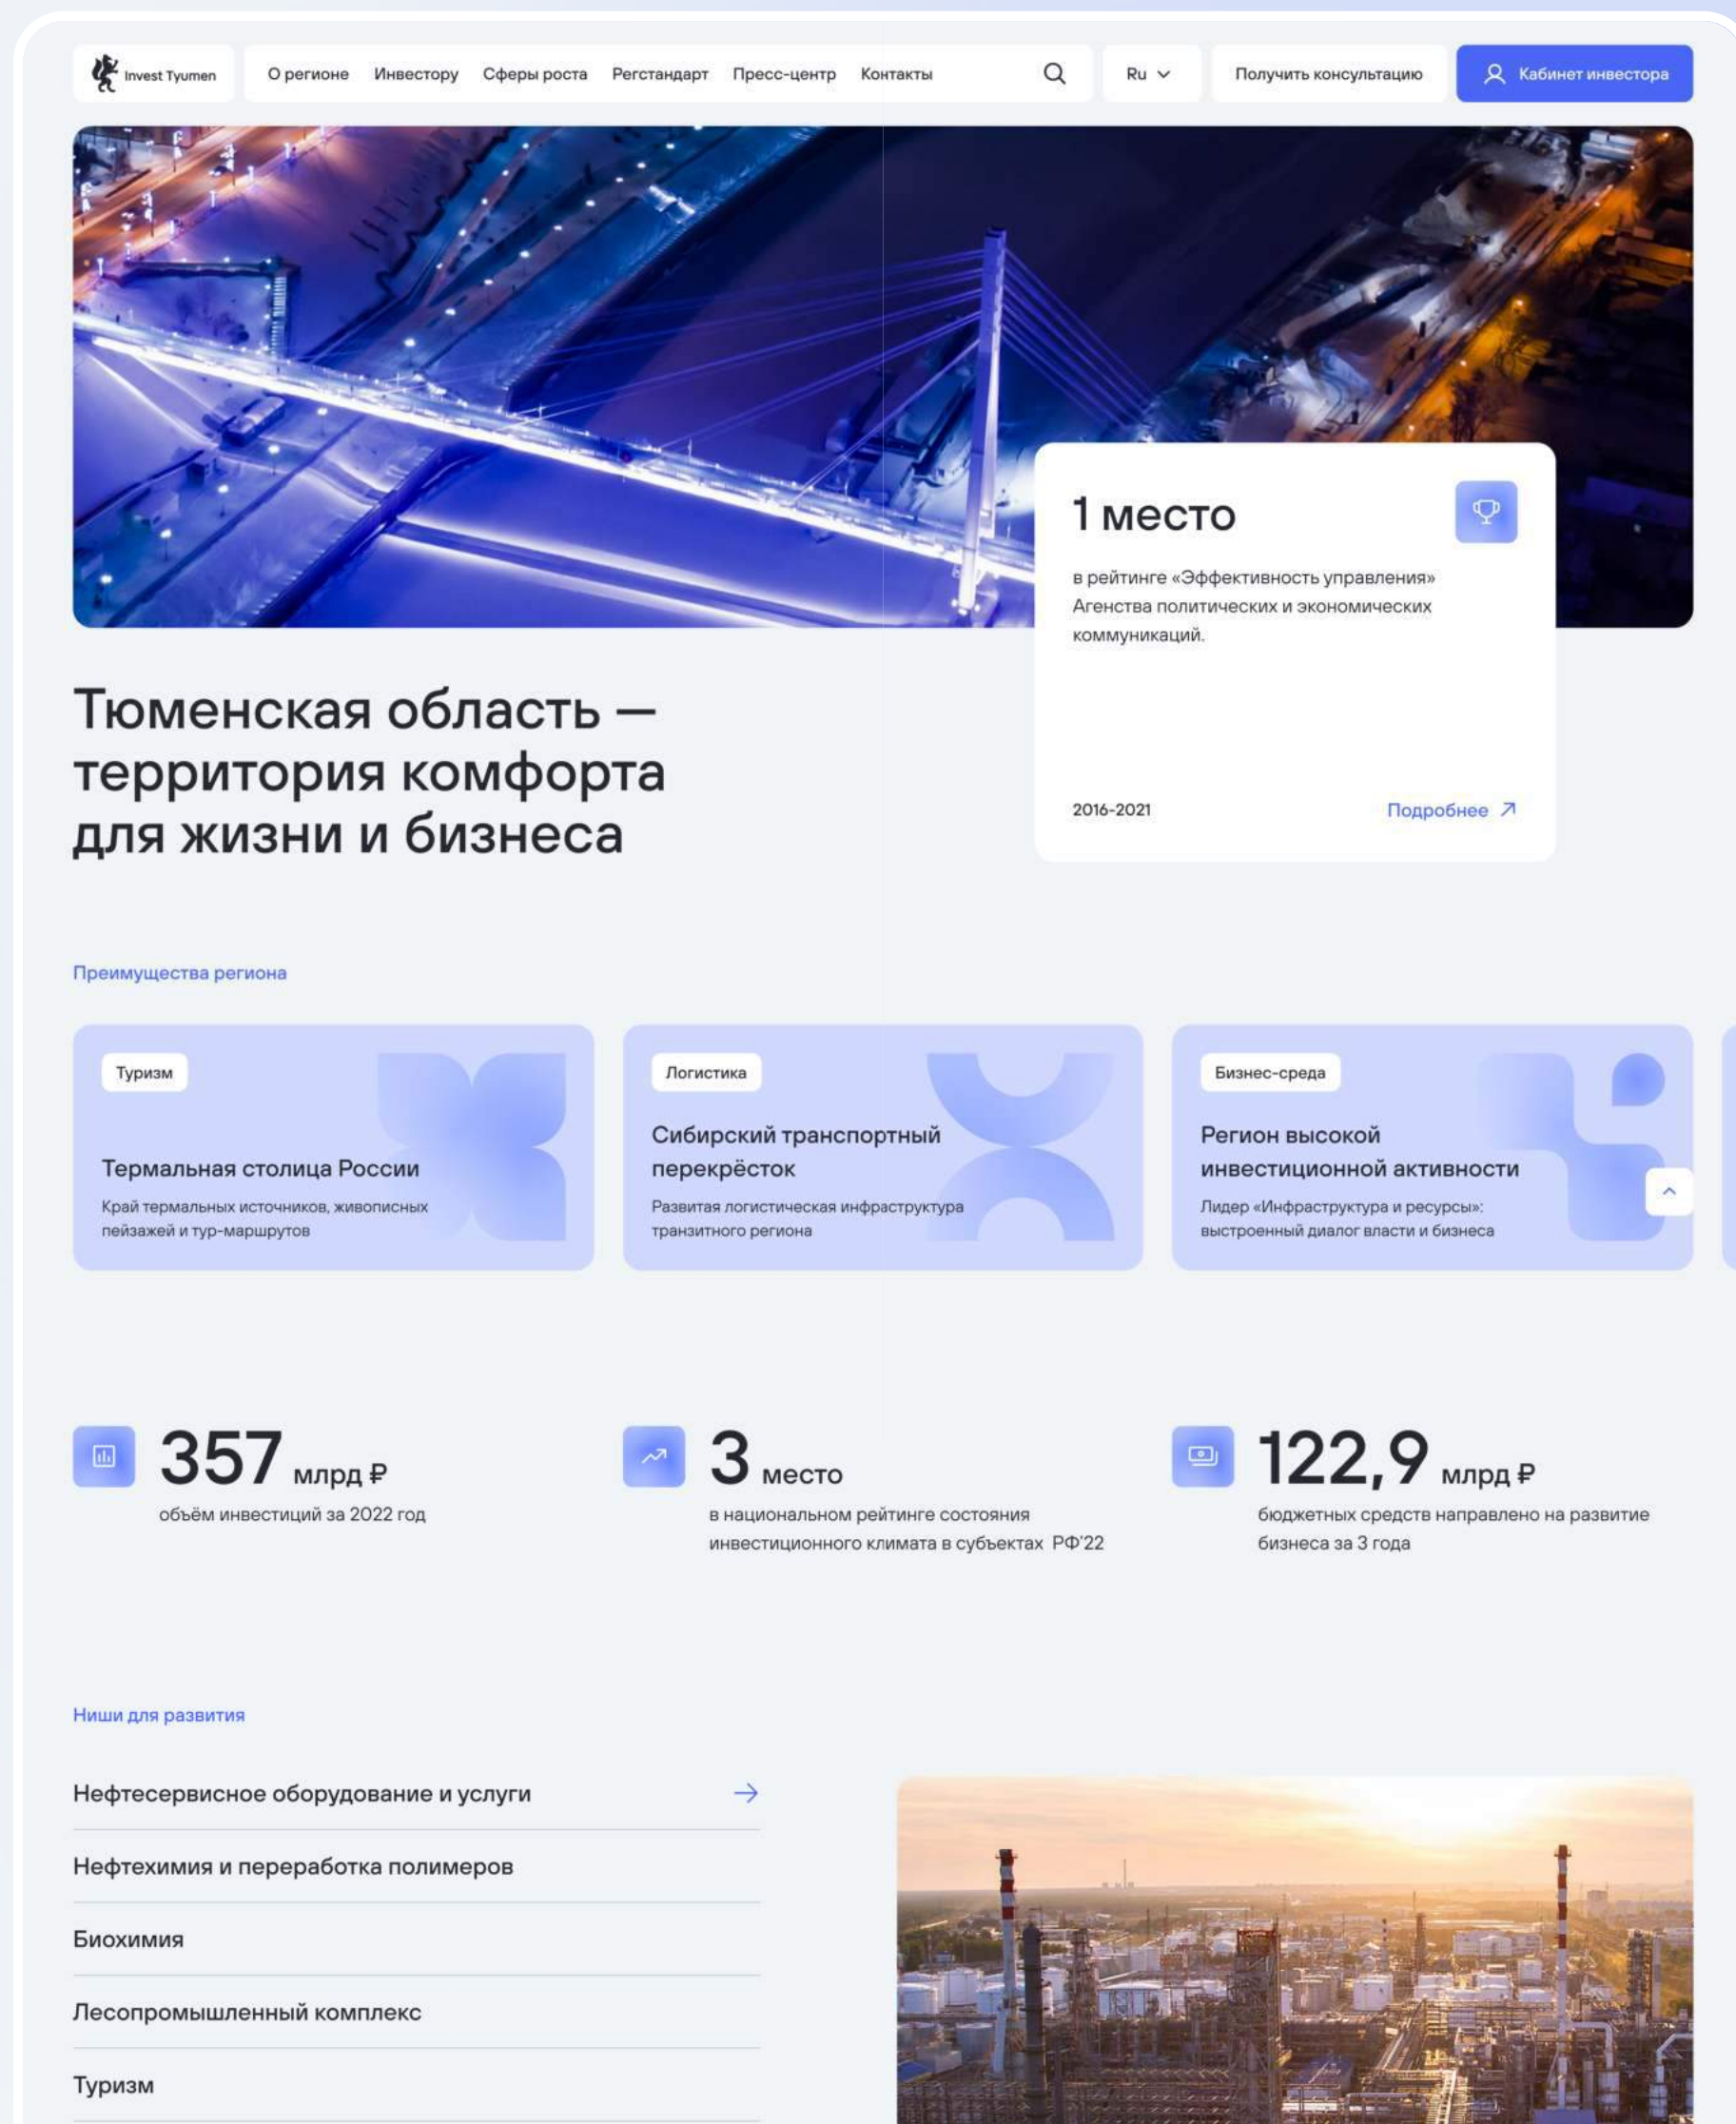 Invest Tyumen
О регионе
Инвестору
Сферы роста
Регстандарт
Пресс-центр
Контакты
Ru
Получить консультацию
Кабинет инвестора
1 место
в рейтинге «Эффективность управления»
Агенства политических и экономических
коммуникаций.
2016-2021
Подробнее
Тюменская область —
территория комфорта
для жизни и бизнеса
Преимущества региона
Туризм
Термальная столица России
Край термальных источников, живописных
пейзажей и тур-маршрутов
Логистика
Сибирский транспортный
перекрёсток
Развитая логистическая инфраструктура
транзитного региона
Бизнес-среда
Регион высокой
инвестиционной активности
Лидер «Инфраструктура и ресурсы»:
выстроенный диалог власти и бизнеса
357 млрд ₽
объём инвестиций за 2022 год
3 место
в национальном рейтинге состояния
инвестиционного климата в субъектах РФ'22
122,9 млрд ₽
бюджетных средств направлено на развитие
бизнеса за 3 года
Ниши для развития
Нефтесервисное оборудование и услуги
Нефтехимия и переработка полимеров
Биохимия
Лесопромышленный комплекс
Туризм